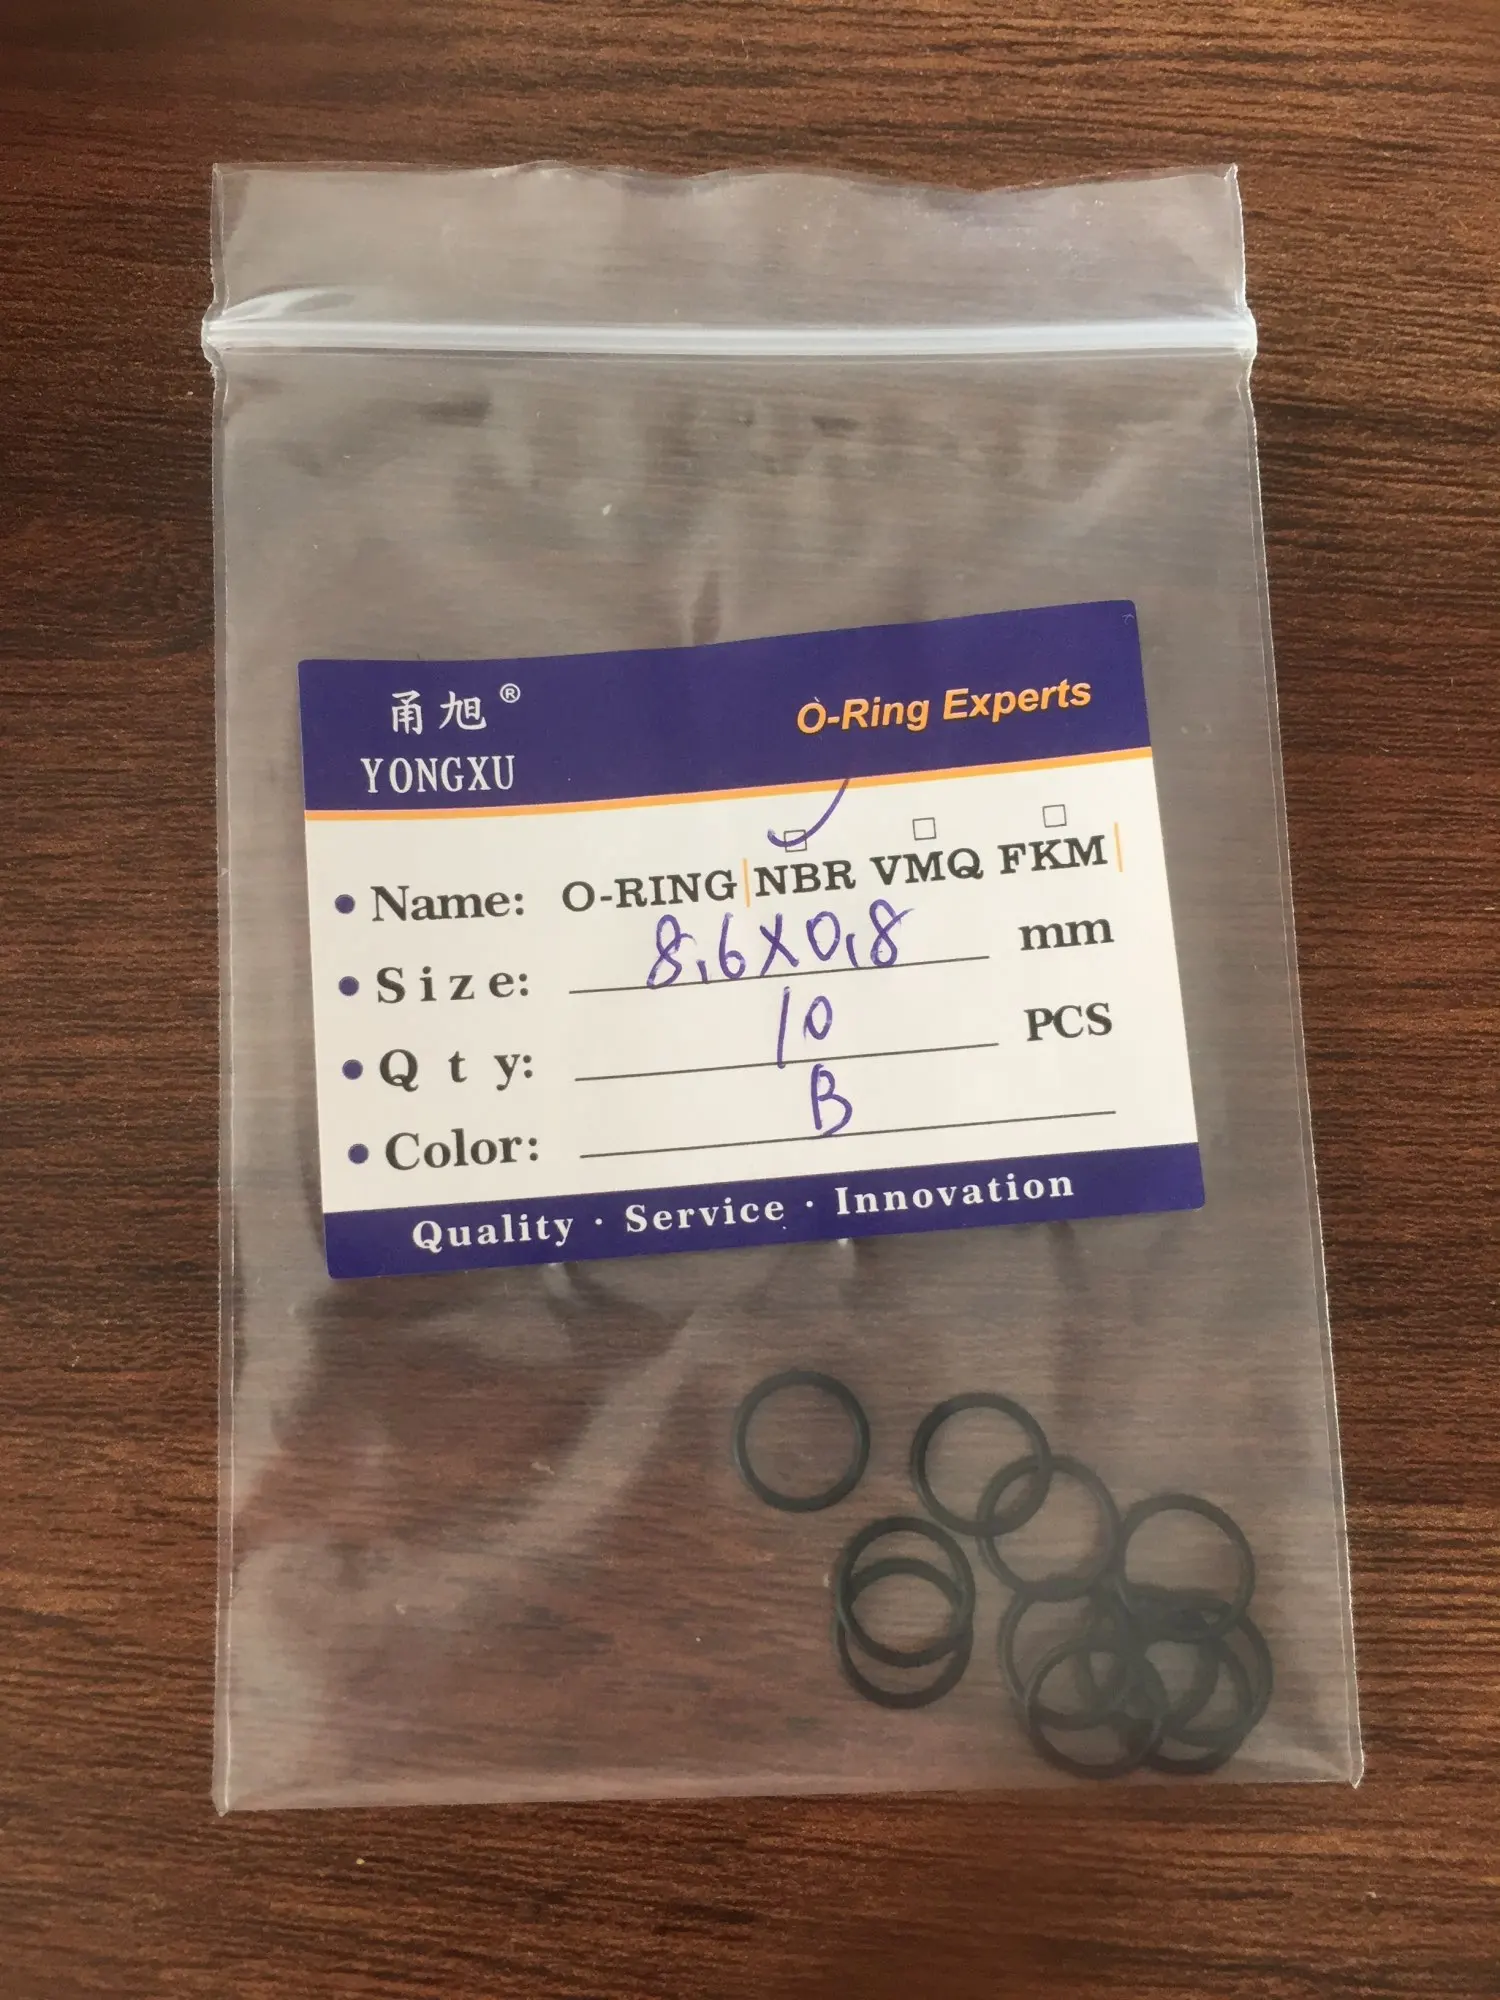 甬旭® O-Ring Experts
YONGXU
• Name: O-RING | NBR VMQ FKM |
• Size: 8,6X0,8 mm
• Qty: 10 PCS
• Color: B
Quality · Service · Innovation